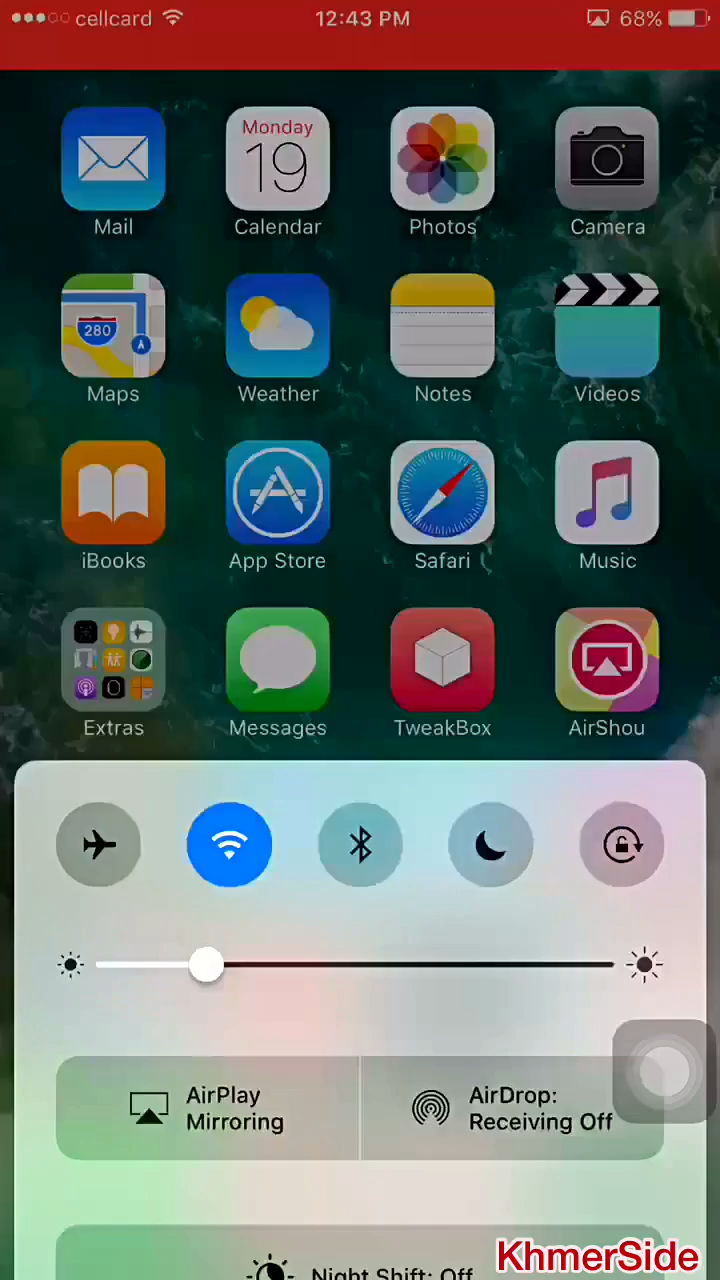 cellcard 12:43 PM 68%
Monday
19
Mail Calendar Photos Camera
280
Maps Weather Notes Videos
iBooks App Store Safari Music
Extras Messages TweakBox AirShou
AirPlay
Mirroring
AirDrop:
Receiving Off
Night Shift: Off
KhmerSide